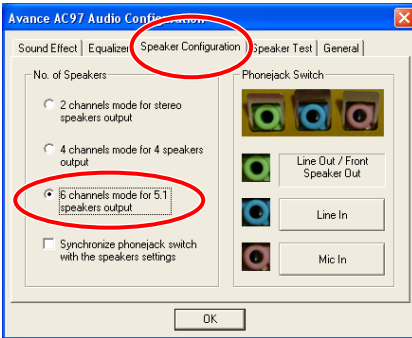 Avance AC97 Audio Configuration
Sound Effect
Equalizer
Speaker Configuration
Speaker Test
General
No. of Speakers
2 channels mode for stereo
speakers output
4 channels mode for 4 speakers
output
6 channels mode for 5.1
speakers output
Synchronize phonejack switch
with the speakers settings
Phonejack Switch
Line Out / Front
Speaker Out
Line In
Mic In
OK